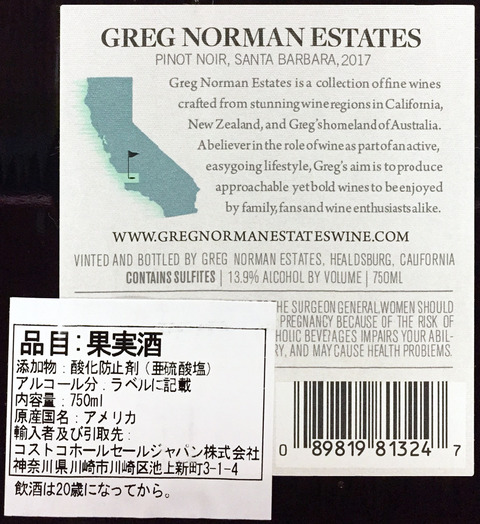 GREG NORMAN ESTATES
PINOT NOIR, SANTA BARBARA, 2017
Greg Norman Estates is a collection of fine wines
crafted from stunning wine regions in California,
New Zealand, and Greg's homeland of Australia.
A believer in the role of wine as part of an active,
easygoing lifestyle, Greg's aim is to produce
approachable yet bold wines to be enjoyed
by family, fans and wine enthusiasts alike.
WWW.GREGNORMANESTATESWINE.COM
VINTED AND BOTTLED BY GREG NORMAN ESTATES, HEALDSBURG, CALIFORNIA
CONTAINS SULFITES | 13.9% ALCOHOL BY VOLUME | 750ML
THE SURGEON GENERAL, WOMEN SHOULD
PREGNANCY BECAUSE OF THE RISK OF
BEVERAGES IMPAIRS YOUR ABIL-
AND MAY CAUSE HEALTH PROBLEMS.
品目:果実酒
添加物:酸化防止剤(亜硫酸塩)
アルコール分:ラベルに記載
内容量:750ml
原産国名:アメリカ
輸入者及び引取先:
コストコホールセールジャパン株式会社
神奈川県川崎市川崎区池上新町3-1-4
飲酒は20歳になってから。
0 89819 81324 7